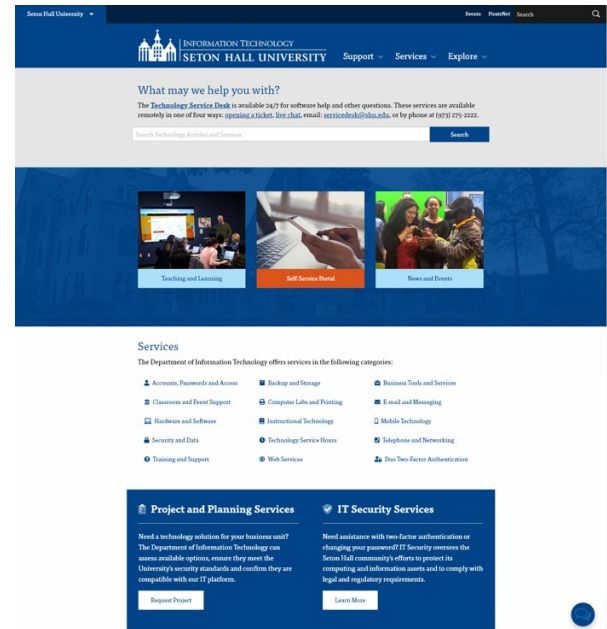 Seton Hall University
Events PirateNet Search
INFORMATION TECHNOLOGY
SETON HALL UNIVERSITY
Support Services Explore
What may we help you with?
The Technology Service Desk is available 24/7 for software help and other questions. These services are available
remotely in one of four ways: opening a ticket, live chat, email: servicedesk@shu.edu, or by phone at (973) 275-2222.
Search Technology Articles and Services Search
Teaching and Learning Self-Service Portal News and Events
Services
The Department of Information Technology offers services in the following categories:
Accounts, Passwords and Access Backup and Storage Business Tools and Services
Classroom and Event Support Computer Labs and Printing E-mail and Messaging
Hardware and Software Instructional Technology Mobile Technology
Security and Data Technology Service Hours Telephone and Networking
Training and Support Web Services Duo Two-Factor Authentication
Project and Planning Services
Need a technology solution for your business unit?
The Department of Information Technology can
assess available options, ensure they meet the
University's security standards and confirm they are
compatible with our IT platform.
Request Project
IT Security Services
Need assistance with two-factor authentication or
changing your password? IT Security oversees the
Seton Hall community's efforts to protect its
computing and information assets and to comply with
legal and regulatory requirements.
Learn More